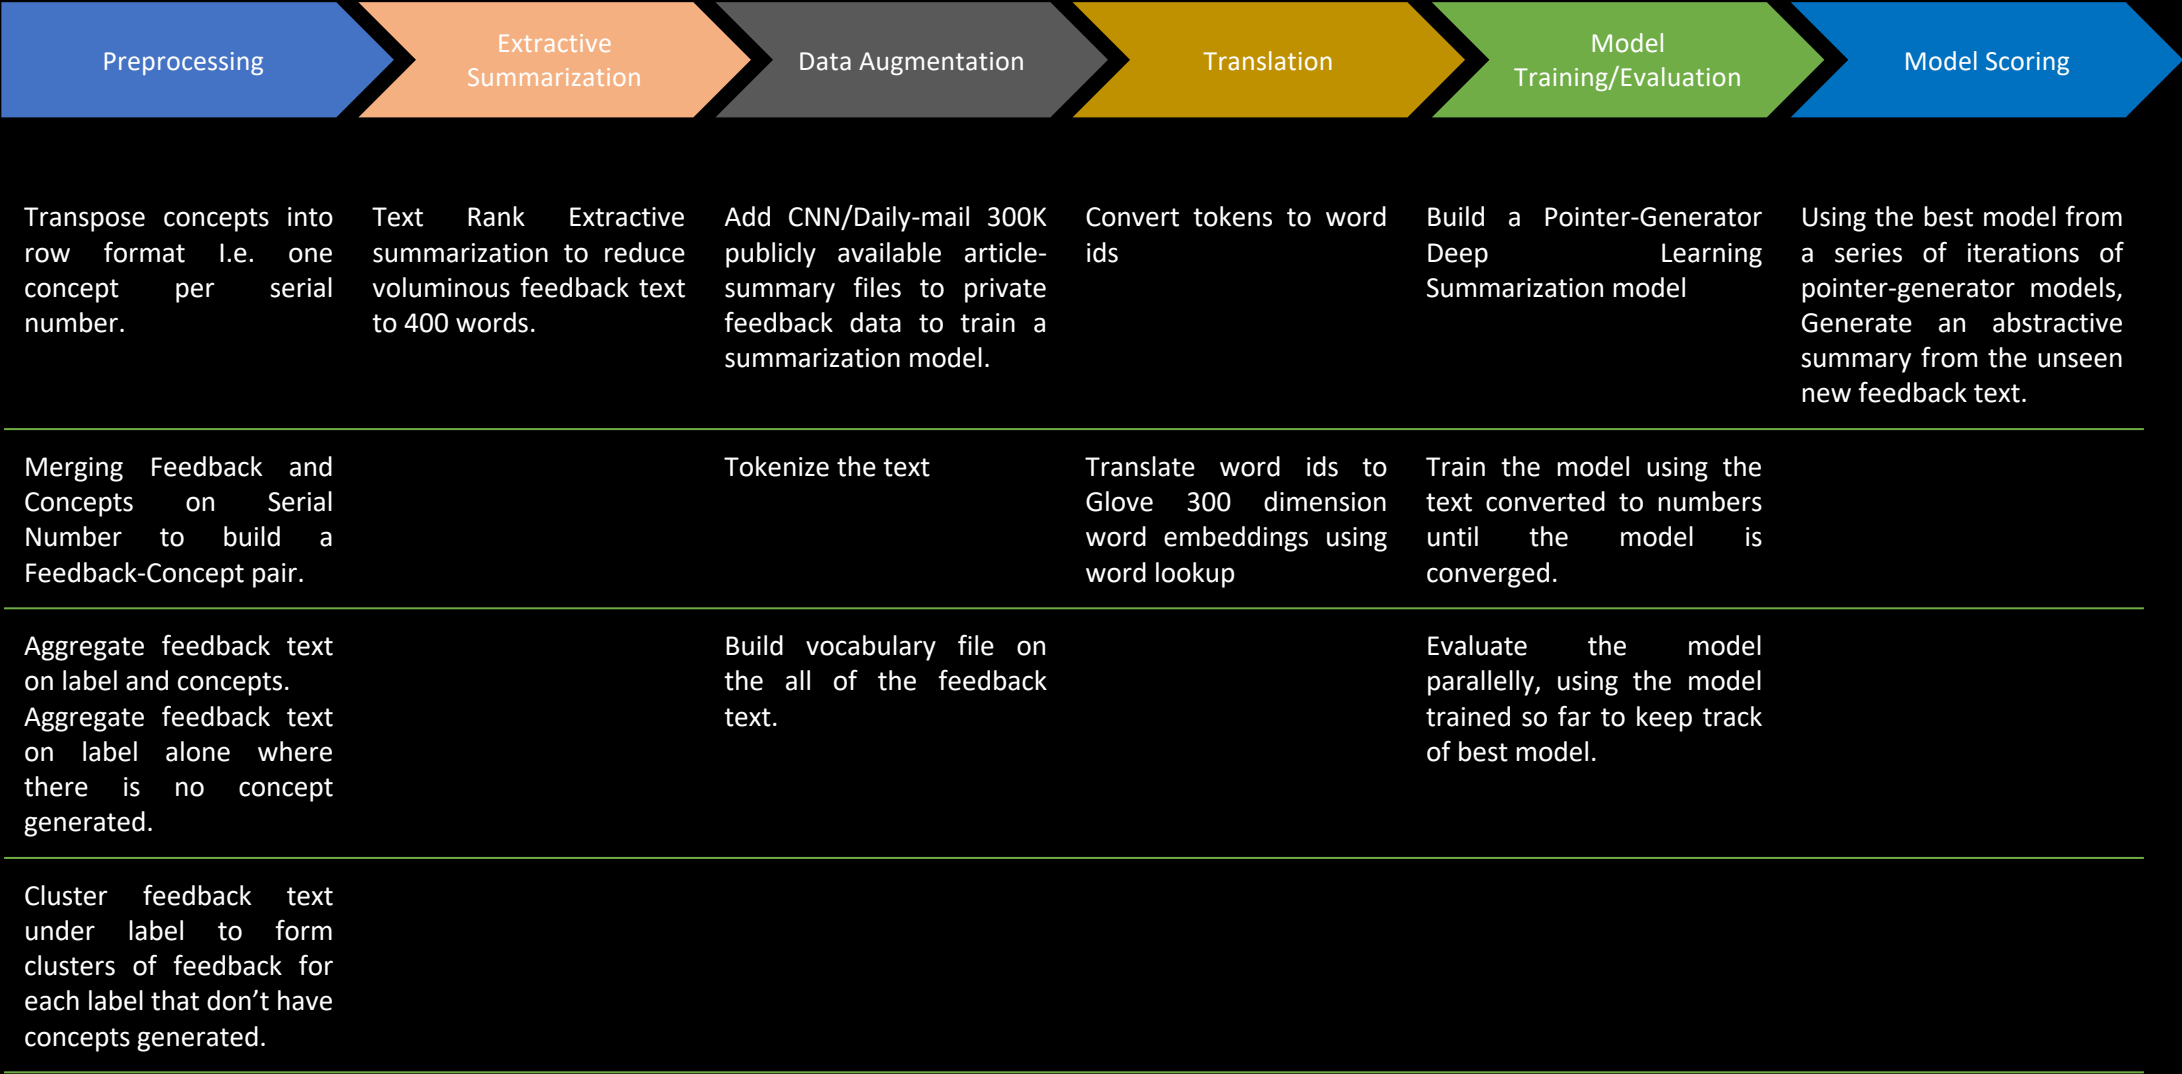 Preprocessing
Extractive
Summarization
Data Augmentation
Translation
Model
Training/Evaluation
Model Scoring
Transpose concepts into
row format I.e. one
concept per serial
number.
Text Rank Extractive
summarization to reduce
voluminous feedback text
to 400 words.
Add CNN/Daily-mail 300K
publicly available article-
summary files to private
feedback data to train a
summarization model.
Convert tokens to word
ids
Build a Pointer-Generator
Deep Learning
Summarization model
Using the best model from
a series of iterations of
pointer-generator models,
Generate an abstractive
summary from the unseen
new feedback text.
Merging Feedback and
Concepts on Serial
Number to build a
Feedback-Concept pair.
Tokenize the text
Translate word ids to
Glove 300 dimension
word embeddings using
word lookup
Train the model using the
text converted to numbers
until the model is
converged.
Aggregate feedback text
on label and concepts.
Aggregate feedback text
on label alone where
there is no concept
generated.
Build vocabulary file on
the all of the feedback
text.
Evaluate the model
parallelly, using the model
trained so far to keep track
of best model.
Cluster feedback text
under label to form
clusters of feedback for
each label that don't have
concepts generated.